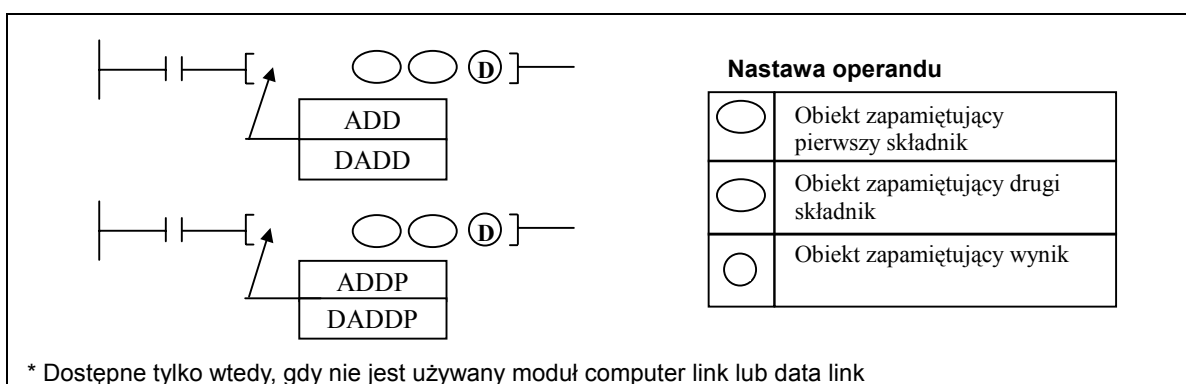 D
ADD
DADD
D
ADDP
DADDP
Nastawa operandu
Obiekt zapamiętujący
pierwszy składnik
Obiekt zapamiętujący drugi
składnik
Obiekt zapamiętujący wynik
* Dostępne tylko wtedy, gdy nie jest używany moduł computer link lub data link